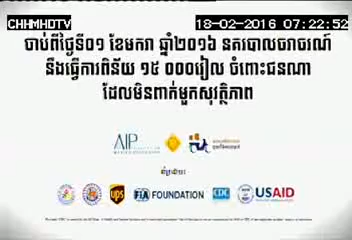 CHHMHDTV
18-02-2016 07:22:52
ចាប់ពីថ្ងៃទី០១ ខែមករា ឆ្នាំ២០១៦ នគរបាលចរាចរណ៍
នឹងធ្វើការពិន័យ ១៥ ០០០រៀល ចំពោះជនណា
ដែលមិនពាក់មួកសុវត្ថិភាព
AIP
ups
FIA FOUNDATION
CDC
USAID